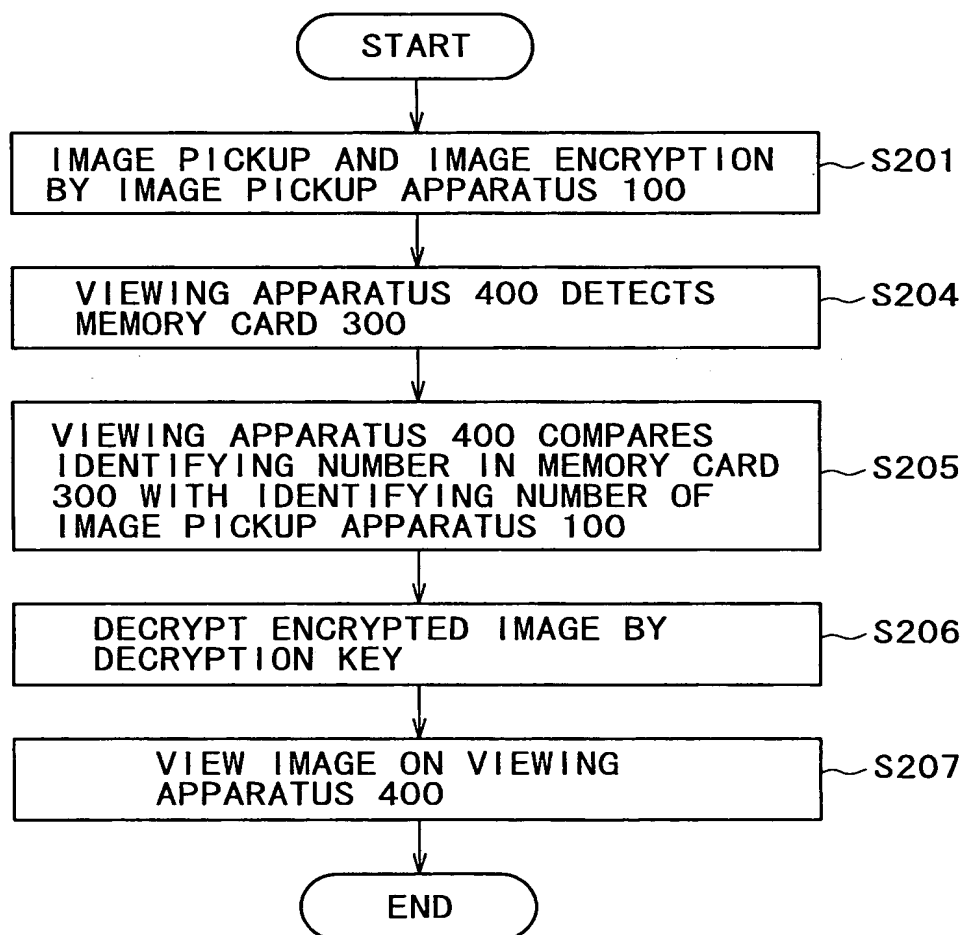 START
IMAGE PICKUP AND IMAGE ENCRYPTION
BY IMAGE PICKUP APPARATUS 100
S201
VIEWING APPARATUS 400 DETECTS
MEMORY CARD 300
S204
VIEWING APPARATUS 400 COMPARES
IDENTIFYING NUMBER IN MEMORY CARD
300 WITH IDENTIFYING NUMBER OF
IMAGE PICKUP APPARATUS 100
S205
DECRYPT ENCRYPTED IMAGE BY
DECRYPTION KEY
S206
VIEW IMAGE ON VIEWING
APPARATUS 400
S207
END